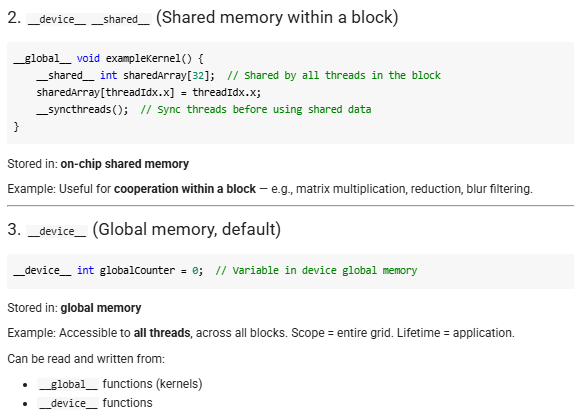 2. __device__ __shared__ (Shared memory within a block)
__global__ void exampleKernel() {
    __shared__ int sharedArray[32];  // Shared by all threads in the block
    sharedArray[threadIdx.x] = threadIdx.x;
    __syncthreads();  // Sync threads before using shared data
}
Stored in: on-chip shared memory
Example: Useful for cooperation within a block — e.g., matrix multiplication, reduction, blur filtering.
3. __device__ (Global memory, default)
__device__ int globalCounter = 0;  // Variable in device global memory
Stored in: global memory
Example: Accessible to all threads, across all blocks. Scope = entire grid. Lifetime = application.
Can be read and written from:
• __global__ functions (kernels)
• __device__ functions